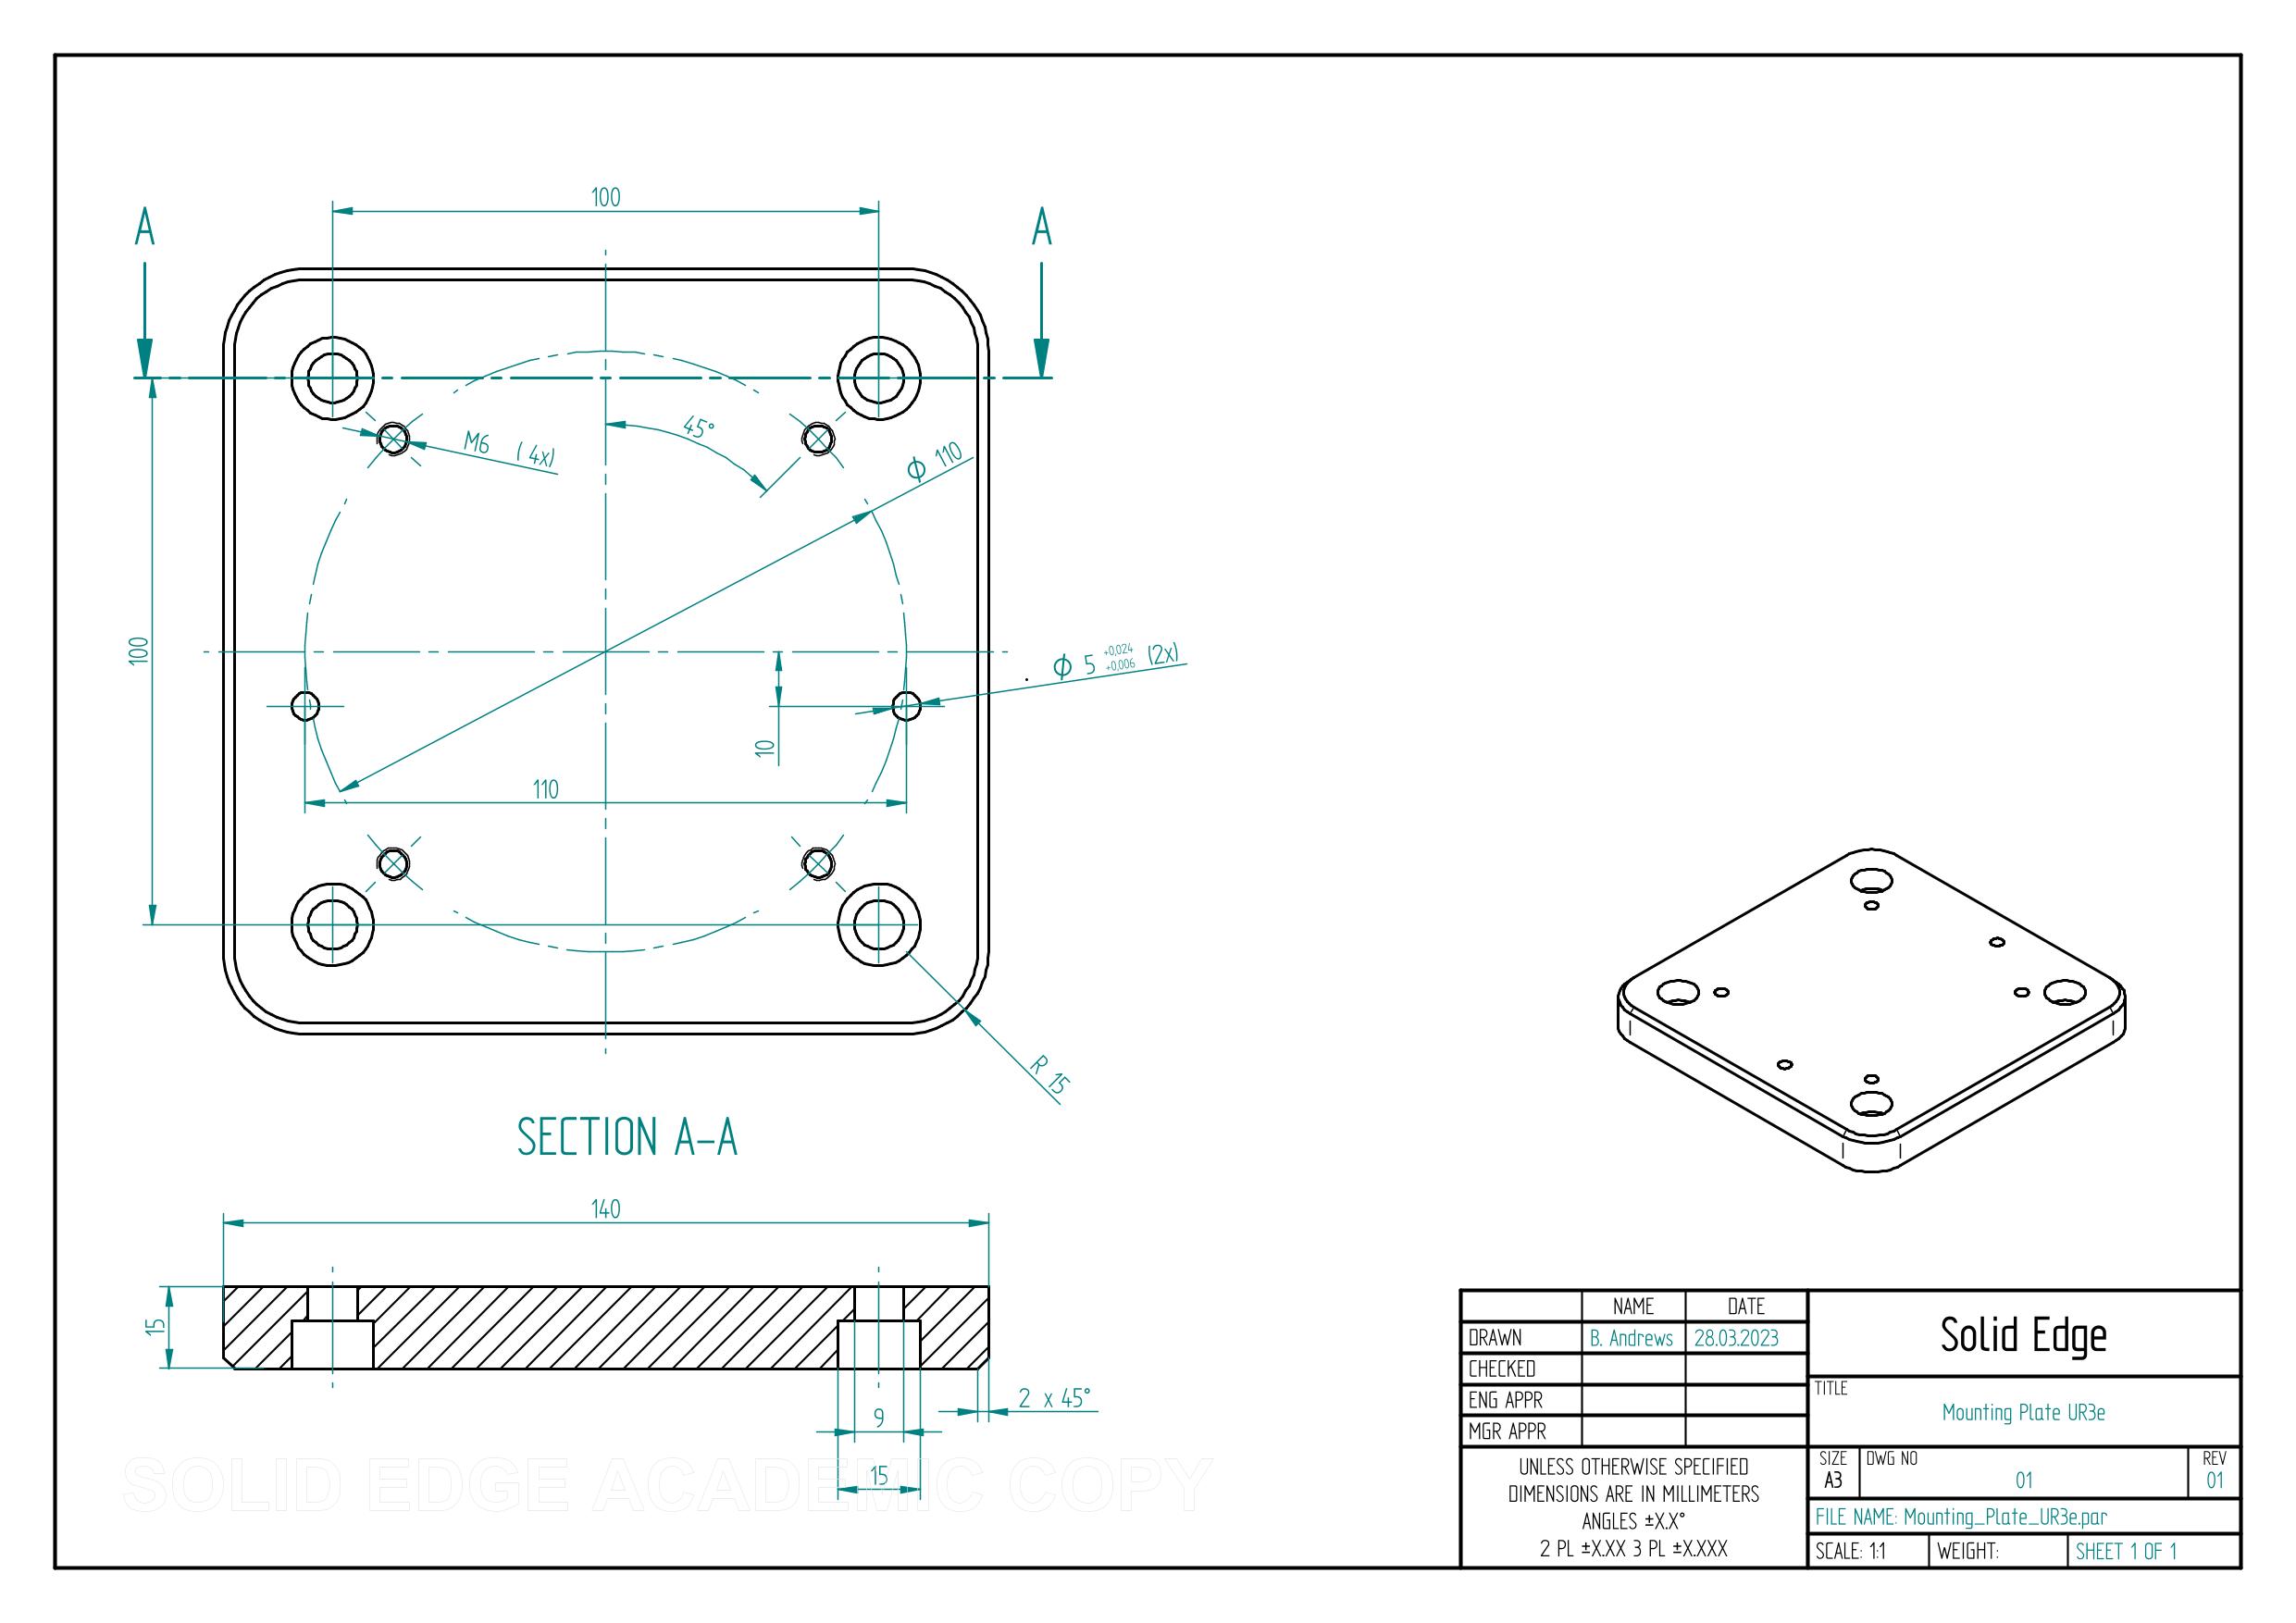 100
A A
45°
M6 ( 4x)
ϕ 110
100
ϕ 5 +0,024 +0,006 (2x)
10
110
R 15
SECTION A-A
140
15
2 x 45°
9
15
SOLID EDGE ACADEMIC COPY
NAME DATE
DRAWN B. Andrews 28.03.2023
CHECKED
ENG APPR
MGR APPR
UNLESS OTHERWISE SPECIFIED
DIMENSIONS ARE IN MILLIMETERS
ANGLES ±X.X°
2 PL ±X.XX 3 PL ±X.XXX
Solid Edge
TITLE
Mounting Plate UR3e
SIZE DWG NO REV
A3 01 01
FILE NAME: Mounting_Plate_UR3e.par
SCALE: 1:1 WEIGHT: SHEET 1 OF 1